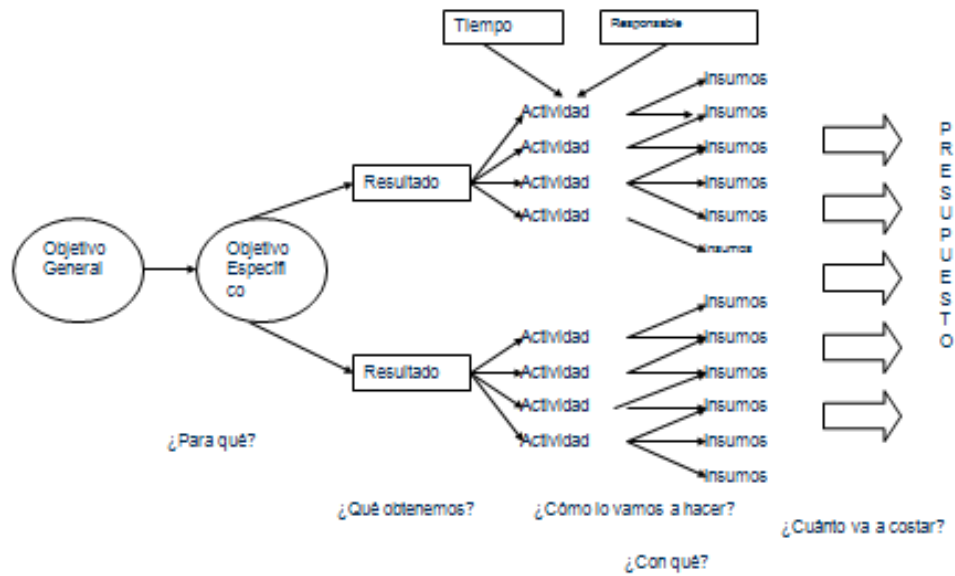 Tiempo
Responsable
Insumos
Actividad
Insumos
Actividad
Insumos
Resultado
Actividad
Insumos
Actividad
Insumos
Insumos
Objetivo
General
Objetivo
Específi
co
Insumos
Actividad
Insumos
Resultado
Actividad
Insumos
Actividad
Insumos
Actividad
Insumos
Insumos
P
R
E
S
U
P
U
E
S
T
O
¿Para qué?
¿Qué obtenemos?
¿Cómo lo vamos a hacer?
¿Cuánto va a costar?
¿Con qué?